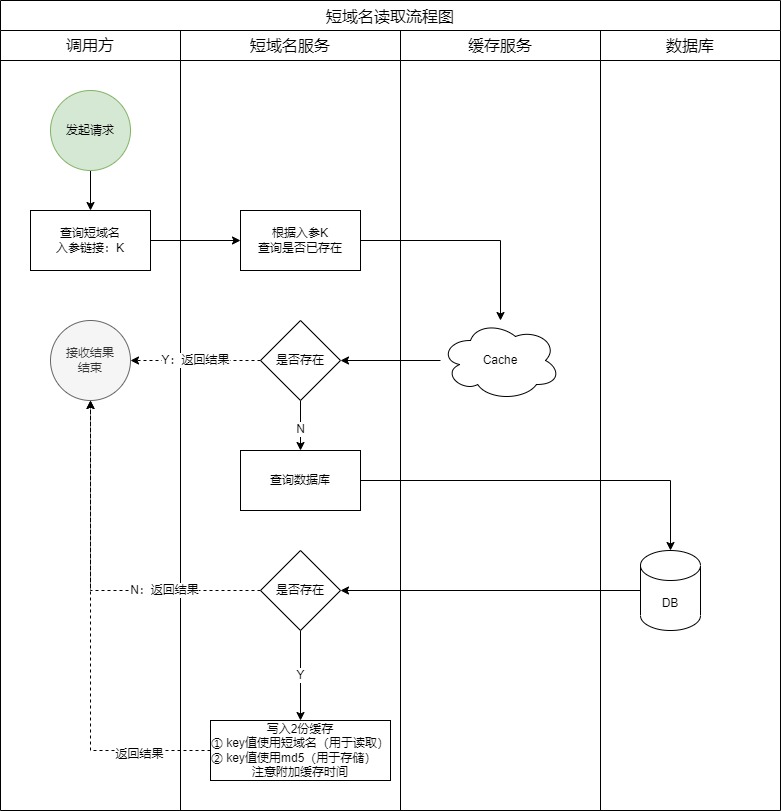 短域名读取流程图
调用方
短域名服务
缓存服务
数据库
发起请求
查询短域名
入参链接：K
根据入参K
查询是否已存在
接收结果
结束
Y：返回结果
是否存在
Cache
N
查询数据库
N：返回结果
是否存在
DB
Y
写入2份缓存
① key值使用短域名（用于读取）
② key值使用md5（用于存储）
注意附加缓存时间
返回结果